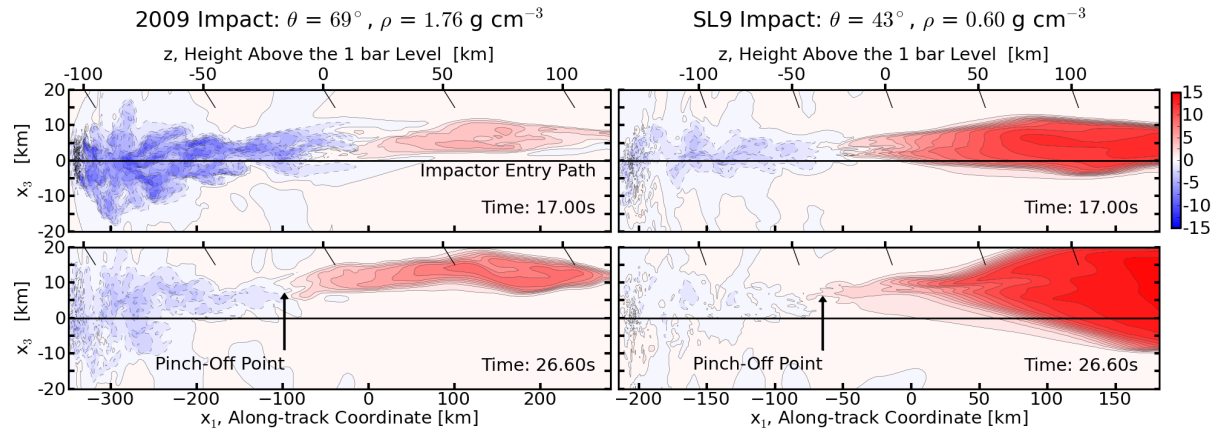 2009 Impact: θ = 69°, ρ = 1.76 g cm⁻³
SL9 Impact: θ = 43°, ρ = 0.60 g cm⁻³
z, Height Above the 1 bar Level [km]
z, Height Above the 1 bar Level [km]
-100 -50 0 50 100
-100 -50 0 50 100
20
10
0
-10
-20
x₃ [km]
Impactor Entry Path
Time: 17.00s
Time: 17.00s
15
10
5
0
-5
-10
-15
20
10
0
-10
-20
x₃ [km]
Pinch-Off Point
Time: 26.60s
Pinch-Off Point
Time: 26.60s
−300 −200 −100 0 100 200
−200 −150 −100 −50 0 50 100 150
x₁, Along-track Coordinate [km]
x₁, Along-track Coordinate [km]